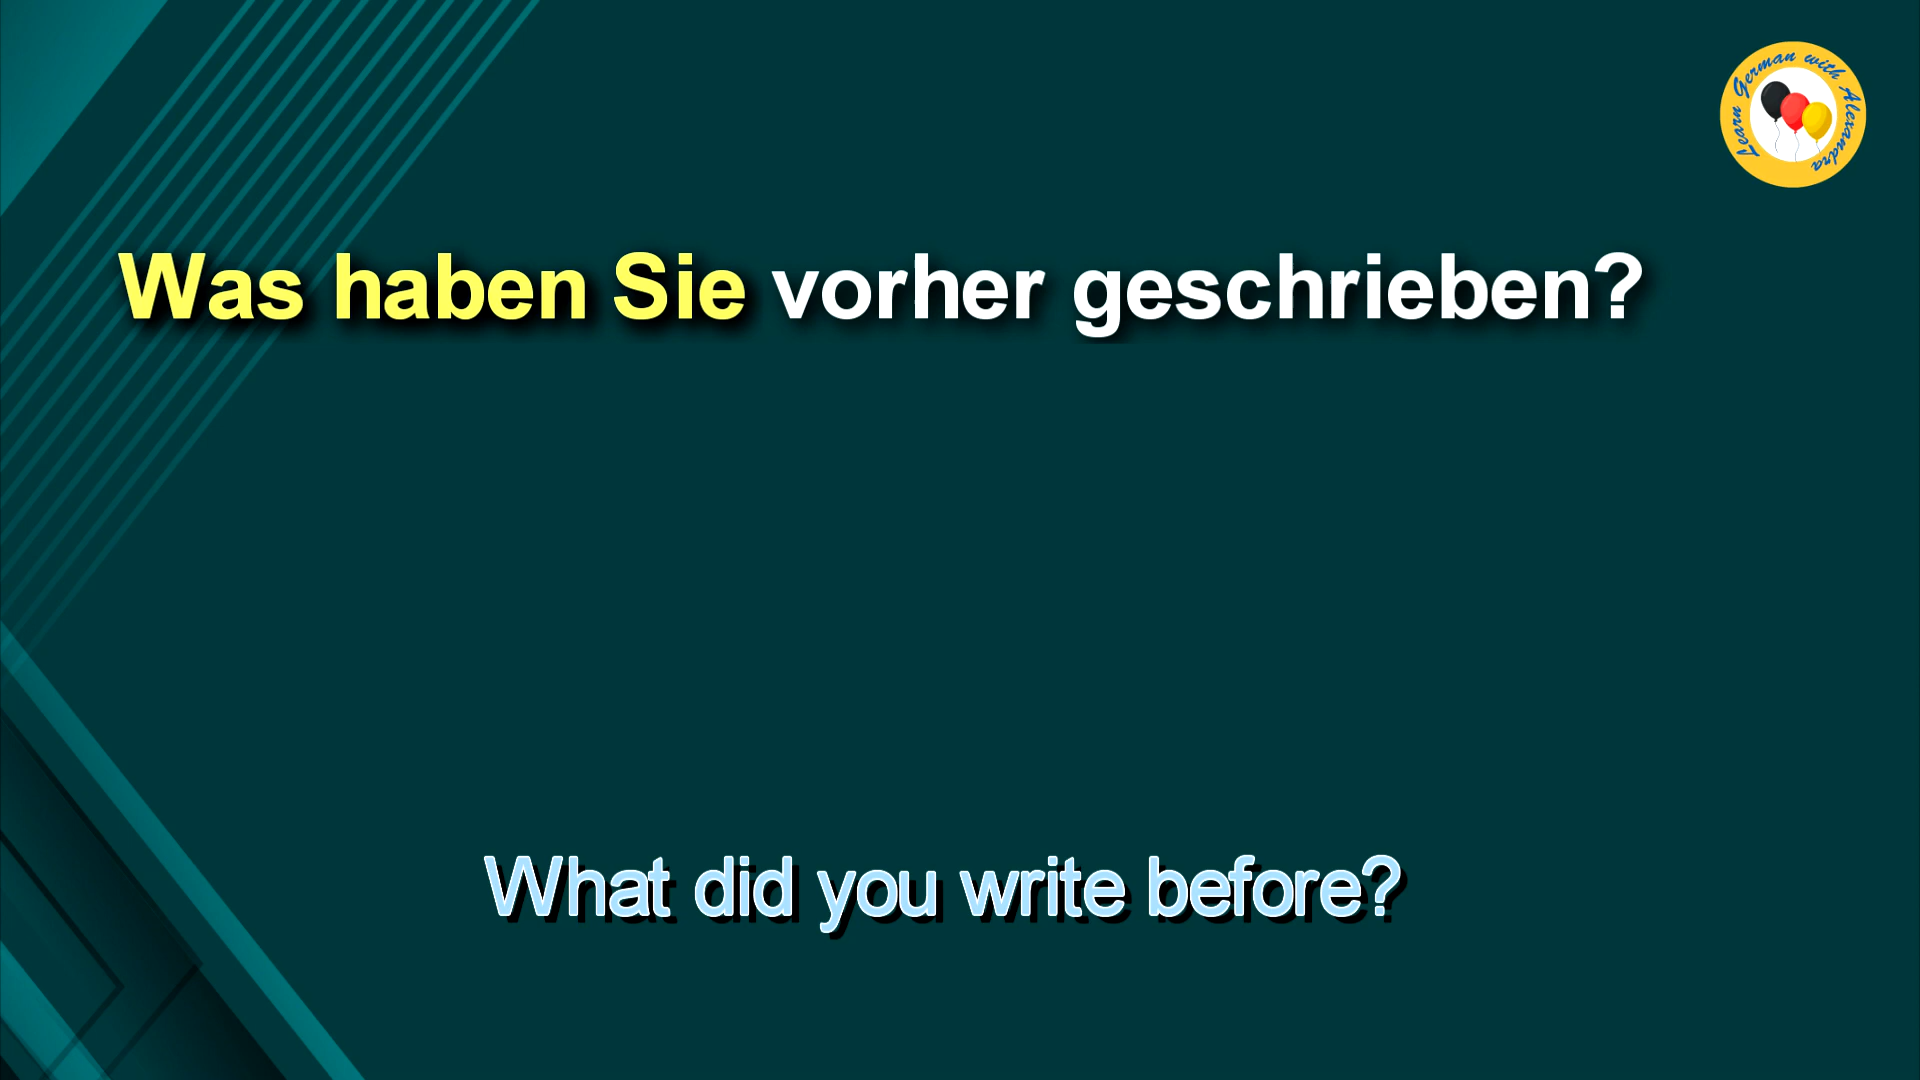 Learn German with Alexandra
Was haben Sie vorher geschrieben?
What did you write before?